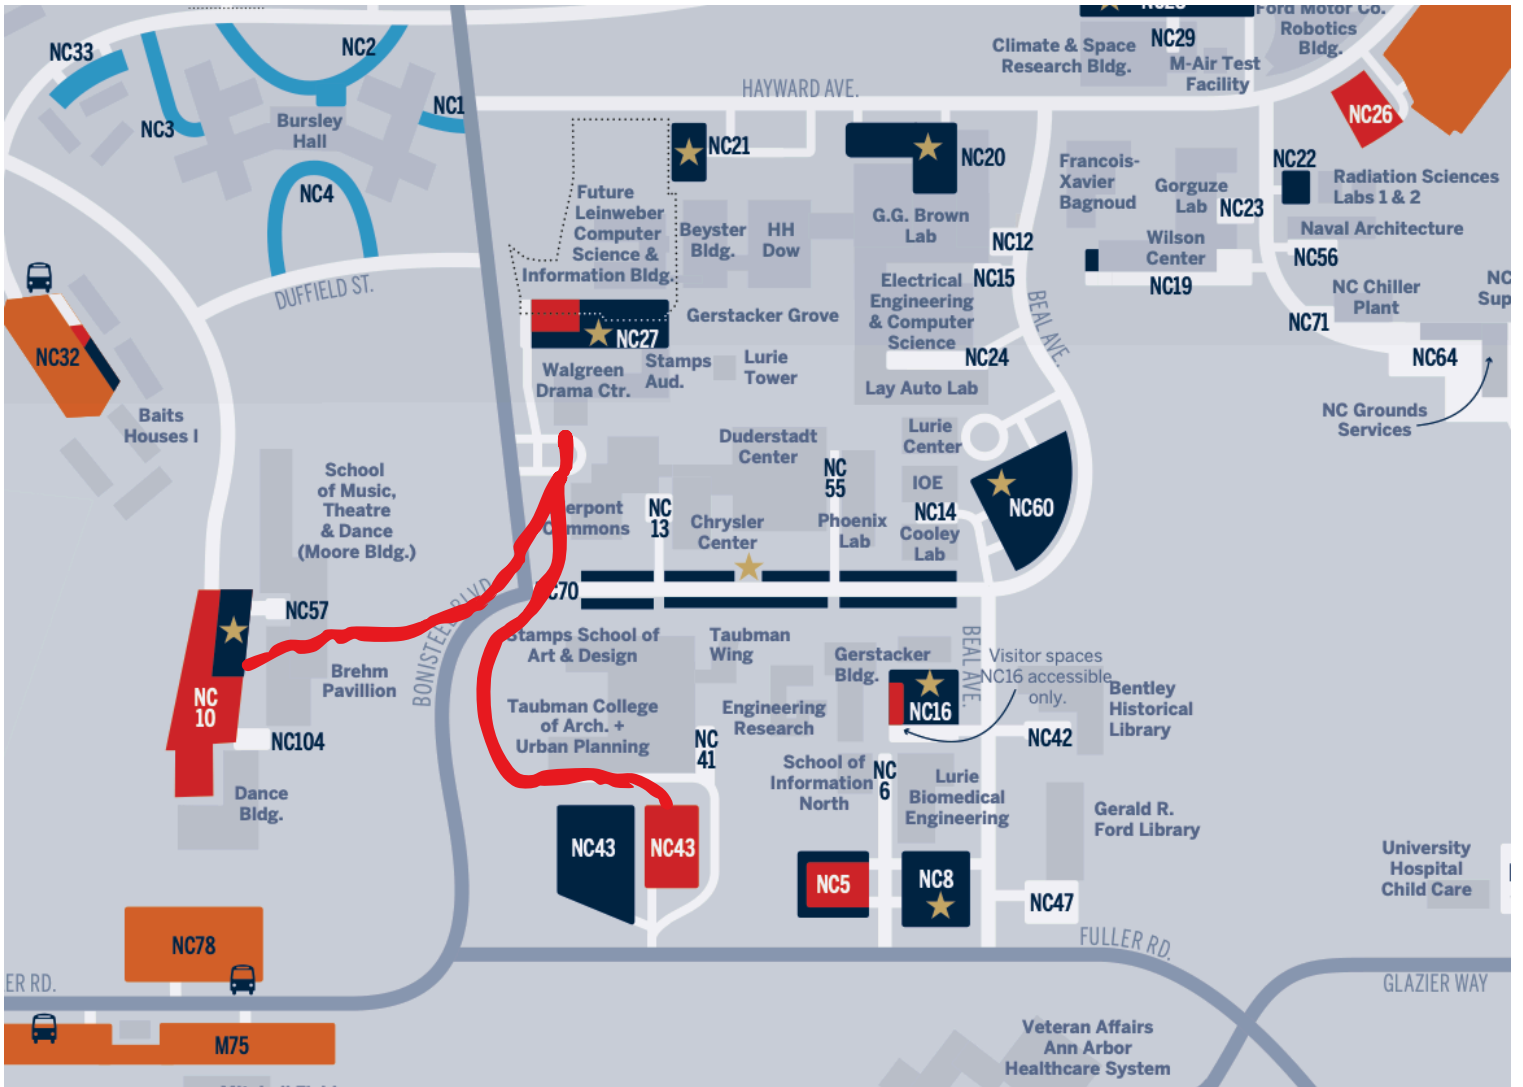 NC33
NC2
NC3
NC1
Bursley
Hall
NC4
DUFFIELD ST.
HAYWARD AVE.
Climate & Space
Research Bldg.
NC29
M-Air Test
Facility
Ford Motor Co.
Robotics
Bldg.
NC26
NC21
NC20
Future
Leinweber
Computer
Science &
Information Bldg.
Beyster
Bldg.
HH
Dow
G.G. Brown
Lab
Francois-
Xavier
Bagnoud
Gorguze
Lab
NC23
NC22
Radiation Sciences
Labs 1 & 2
Naval Architecture
NC56
Wilson
Center
NC19
NC12
NC15
Electrical
Engineering
& Computer
Science
NC24
Lay Auto Lab
BEAL AVE.
NC Chiller
Plant
NC71
NC64
NC
Sup
NC Grounds
Services
NC27
Gerstacker Grove
Walgreen
Drama Ctr.
Stamps
Aud.
Lurie
Tower
NC32
Baits
Houses I
School
of Music,
Theatre
& Dance
(Moore Bldg.)
Duderstadt
Center
Lurie
Center
IOE
NC14
Cooley
Lab
NC60
NC
55
Phoenix
Lab
NC
13
Chrysler
Center
erpont
mmons
C70
BONISTEEL BLVD
NC57
NC
10
Brehm
Pavillion
NC104
Dance
Bldg.
Stamps School of
Art & Design
Taubman
Wing
Taubman College
of Arch. +
Urban Planning
Engineering
Research
NC
41
Gerstacker
Bldg.
NC16
BEAL AVE.
Visitor spaces
NC16 accessible
only.
Bentley
Historical
Library
NC42
School of
Information
North
NC
6
Lurie
Biomedical
Engineering
Gerald R.
Ford Library
NC43
NC43
NC5
NC8
NC47
University
Hospital
Child Care
NC78
ER RD.
M75
FULLER RD.
GLAZIER WAY
Veteran Affairs
Ann Arbor
Healthcare System